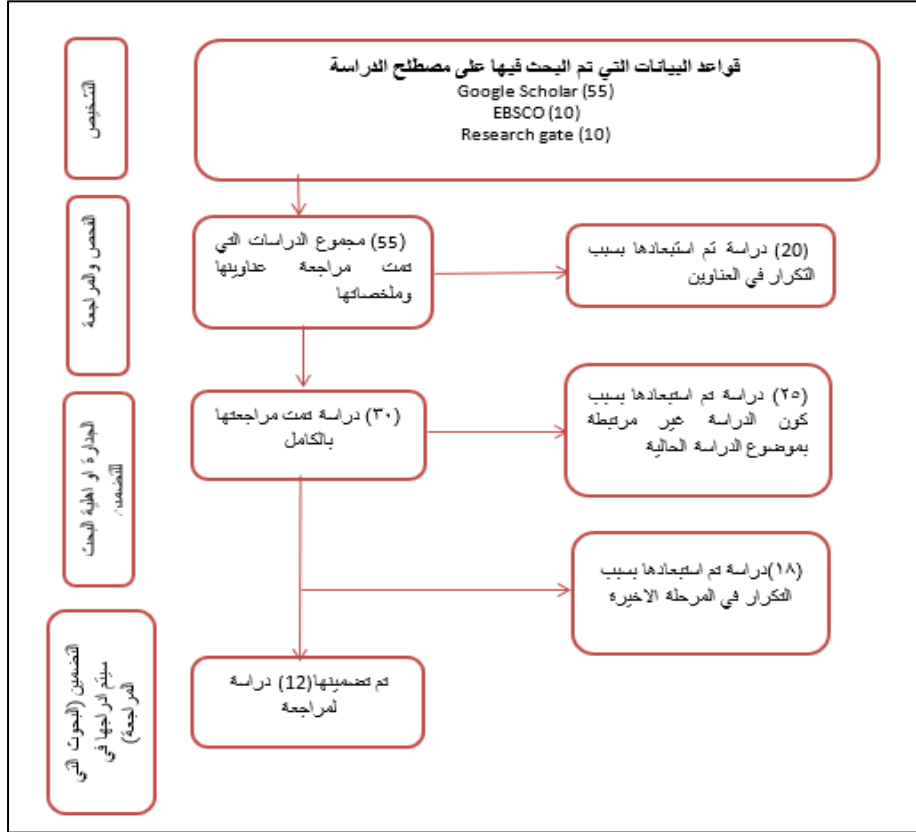 قواعد البيانات التي تم البحث فيها على مصطلح الدراسة
Google Scholar (55)
EBSCO (10)
Research gate (10)
التشخيص
(55) مجموع الدراسات التي
تمت مراجعة عناوينها
وملخصاتها
(20) دراسة تم استبعادها بسبب
التكرار في العناوين
الفحص والمراجعة
(٣٠) دراسة تمت مراجعتها
بالكامل
(٢٥) دراسة تم استبعادها بسبب
كون الدراسة غير مرتبطة
بموضوع الدراسة الحالية
الجدارة او اهلية البحث
للتضمين
(١٨)دراسة تم استبعادها بسبب
التكرار في المرحلة الاخيرة
تم تضمينها(12) دراسة
لمراجعة
التضمين (البحوث التي
سيتم ادراجها في
المراجعة)